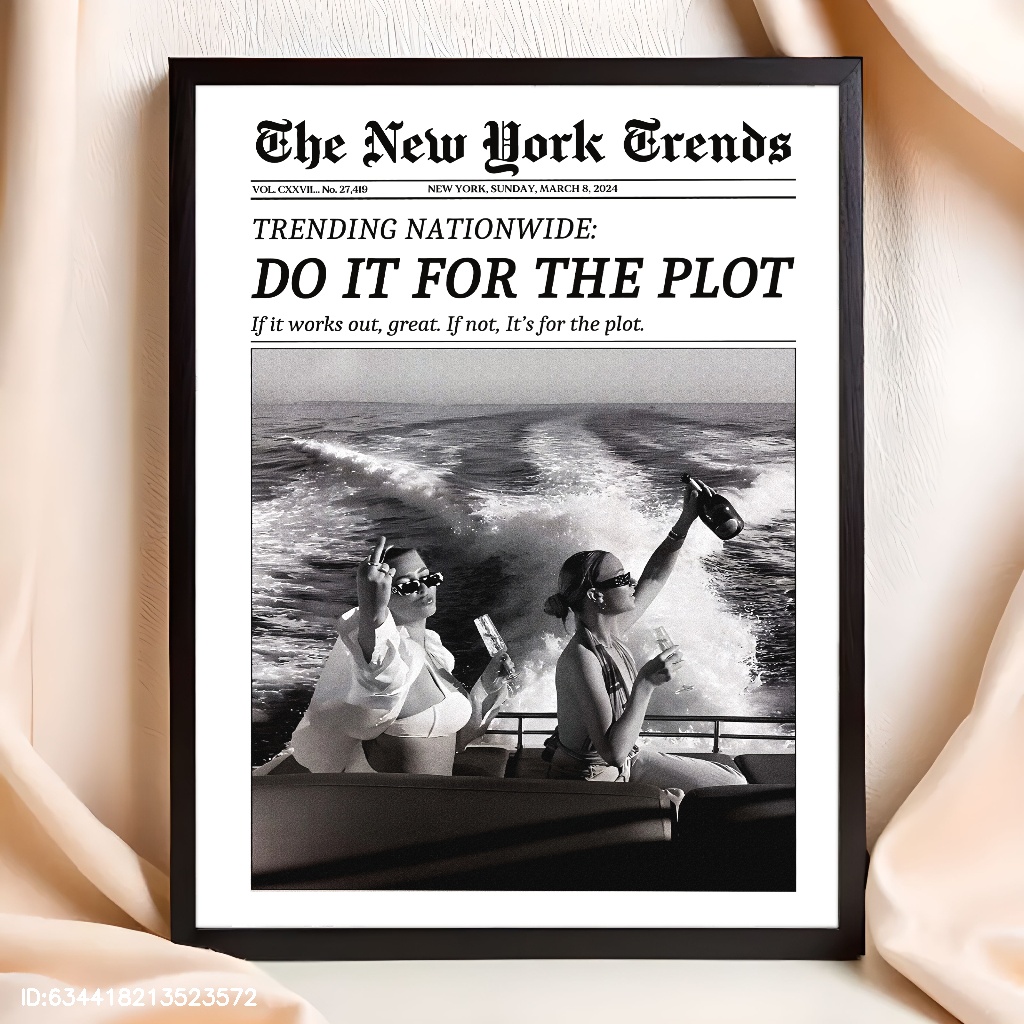 The New York Trends
VOL. CXXVII... No. 27,419 NEW YORK, SUNDAY, MARCH 8, 2024
TRENDING NATIONWIDE:
DO IT FOR THE PLOT
If it works out, great. If not, It's for the plot.
ID:634418213523572